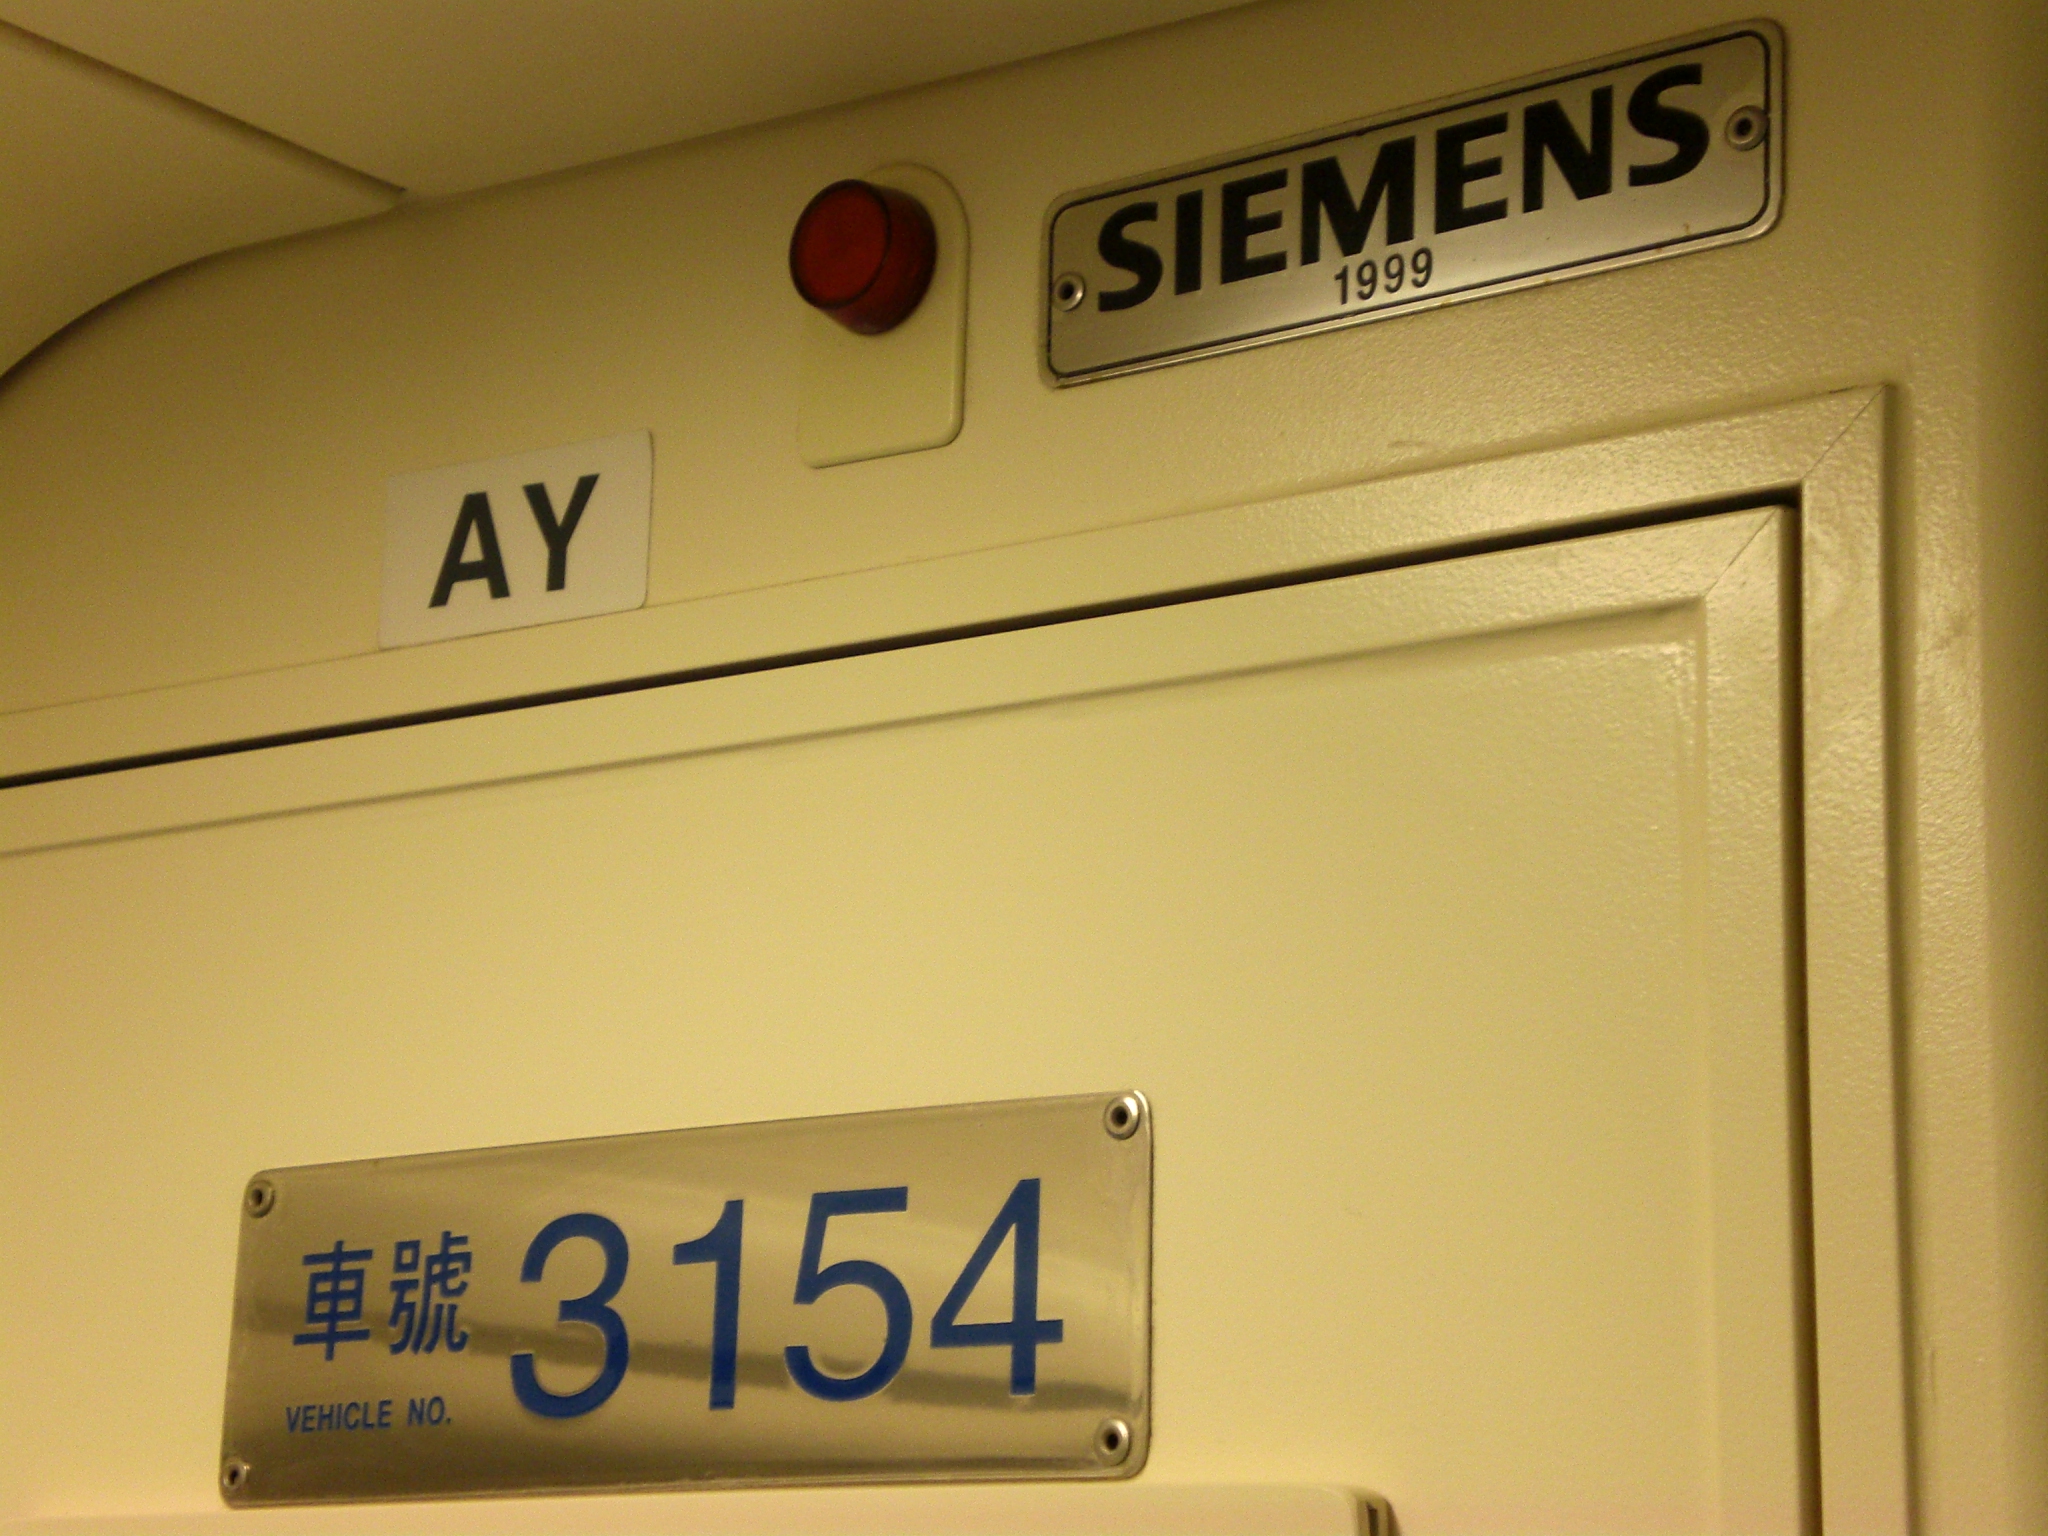 SIEMENS
1999
AY
車號 3154
VEHICLE NO.